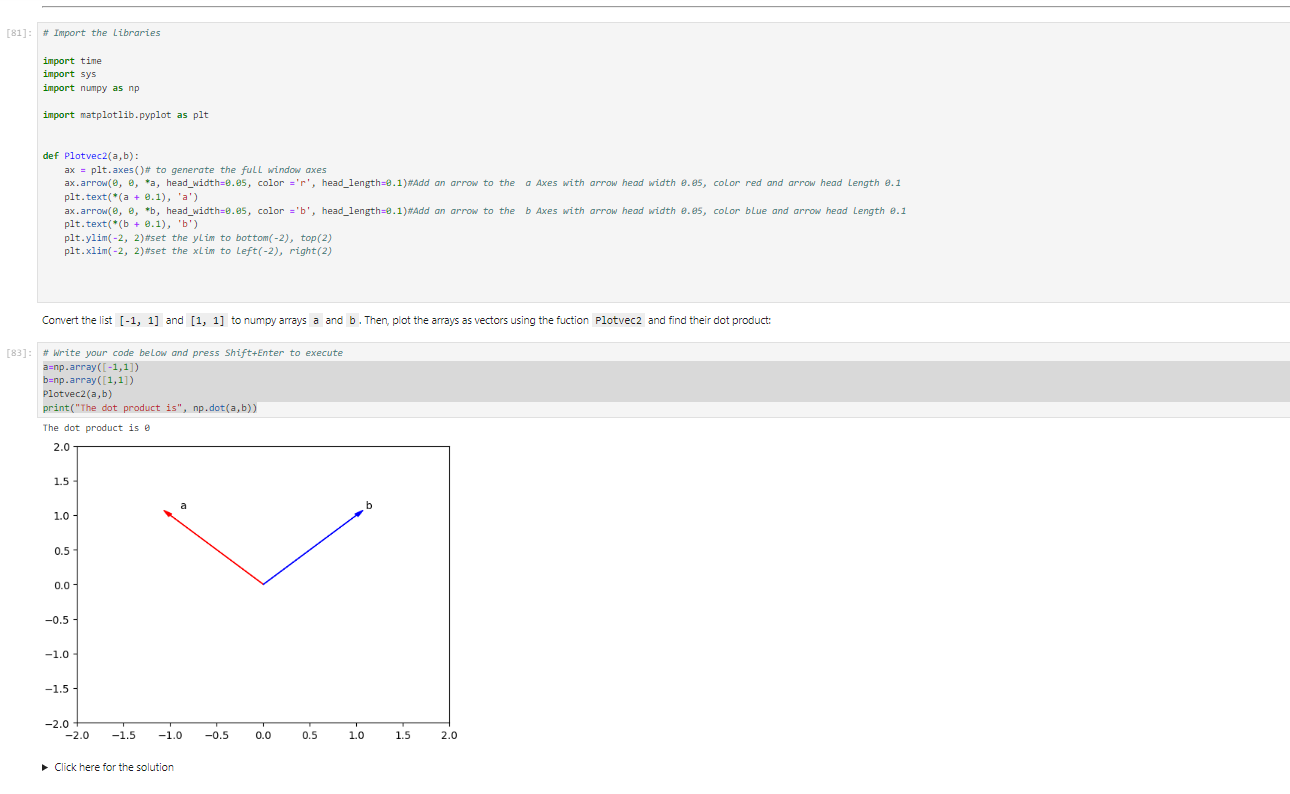 [81]: # Import the Libraries
import time
import sys
import numpy as np
import matplotlib.pyplot as plt
def Plotvec2(a,b):
ax = plt.axes()# to generate the full window axes
ax.arrow(0, 0, *a, head_width=0.05, color ='r', head_length=0.1)#Add an arrow to the  a Axes with arrow head width 0.05, color red and arrow head length 0.1
plt.text(*(a + 0.1), 'a')
ax.arrow(0, 0, *b, head_width=0.05, color ='b', head_length=0.1)#Add an arrow to the  b Axes with arrow head width 0.05, color blue and arrow head length 0.1
plt.text(*(b + 0.1), 'b')
plt.ylim(-2, 2)#set the ylim to bottom(-2), top(2)
plt.xlim(-2, 2)#set the xlim to left(-2), right(2)
Convert the list [-1, 1] and [1, 1] to numpy arrays a and b. Then, plot the arrays as vectors using the fuction Plotvec2 and find their dot product:
[83]: # Write your code below and press Shift+Enter to execute
a=np.array([-1,1])
b=np.array([1,1])
Plotvec2(a,b)
print("The dot product is", np.dot(a,b))
The dot product is 0
2.0
1.5
a b
1.0
0.5
0.0
−0.5
−1.0
−1.5
−2.0
−2.0 −1.5 −1.0 −0.5 0.0 0.5 1.0 1.5 2.0
▶ Click here for the solution